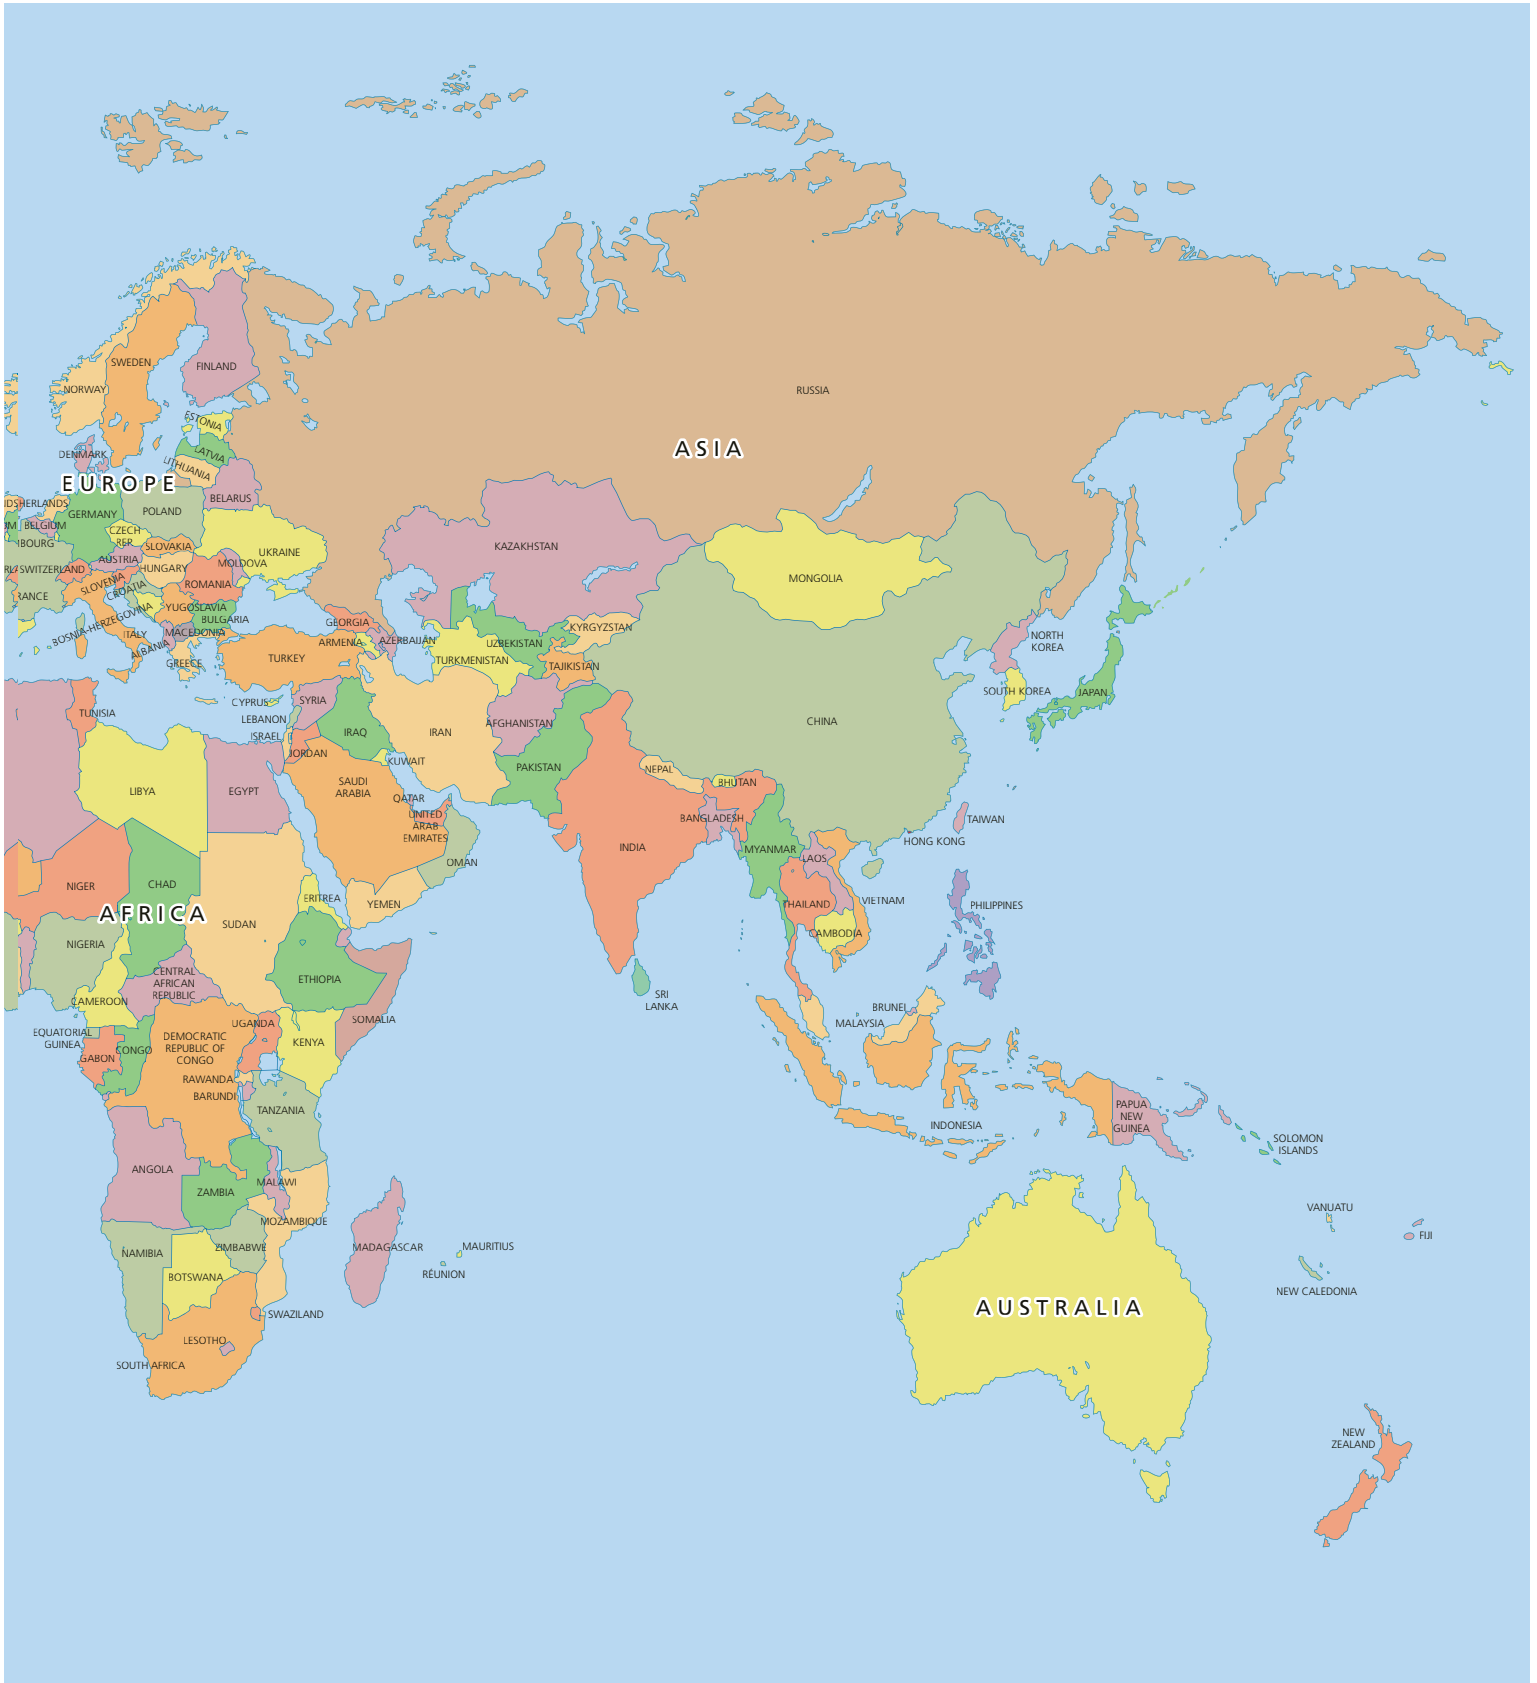 RUSSIA
ASIA
SWEDEN
FINLAND
NORWAY
ESTONIA
LATVIA
DENMARK
LITHUANIA
EUROPE
BELARUS
HERLANDS
GERMANY
POLAND
BELGIUM
CZECH
REP
IBOURG
SLOVAKIA
UKRAINE
AUSTRIA
MOLDOVA
HUNGARY
SWITZERLAND
SLOVENIA
ROMANIA
CROATIA
RANCE
YUGOSLAVIA
BOSNIA-HERZEGOVINA
BULGARIA
ITALY
MACEDONIA
ALBANIA
GREECE
KAZAKHSTAN
MONGOLIA
GEORGIA
ARMENIA
AZERBAIJAN
UZBEKISTAN
KYRGYZSTAN
TURKMENISTAN
TAJIKISTAN
TURKEY
NORTH
KOREA
SOUTH KOREA
JAPAN
CYPRUS
SYRIA
LEBANON
ISRAEL
IRAQ
IRAN
AFGHANISTAN
CHINA
TUNISIA
JORDAN
KUWAIT
PAKISTAN
NEPAL
BHUTAN
LIBYA
EGYPT
SAUDI
ARABIA
QATAR
UNITED
ARAB
EMIRATES
BANGLADESH
TAIWAN
HONG KONG
INDIA
MYANMAR
LAOS
OMAN
NIGER
CHAD
ERITREA
YEMEN
THAILAND
VIETNAM
PHILIPPINES
AFRICA
SUDAN
CAMBODIA
NIGERIA
CENTRAL
AFRICAN
REPUBLIC
ETHIOPIA
CAMEROON
SRI
LANKA
BRUNEI
MALAYSIA
SOMALIA
UGANDA
EQUATORIAL
GUINEA
DEMOCRATIC
REPUBLIC OF
CONGO
KENYA
CONGO
GABON
RAWANDA
BARUNDI
TANZANIA
INDONESIA
PAPUA
NEW
GUINEA
SOLOMON
ISLANDS
ANGOLA
ZAMBIA
MALAWI
MOZAMBIQUE
VANUATU
FIJI
NAMIBIA
ZIMBABWE
MADAGASCAR
MAURITIUS
RÉUNION
BOTSWANA
NEW CALEDONIA
AUSTRALIA
SWAZILAND
LESOTHO
SOUTH AFRICA
NEW
ZEALAND